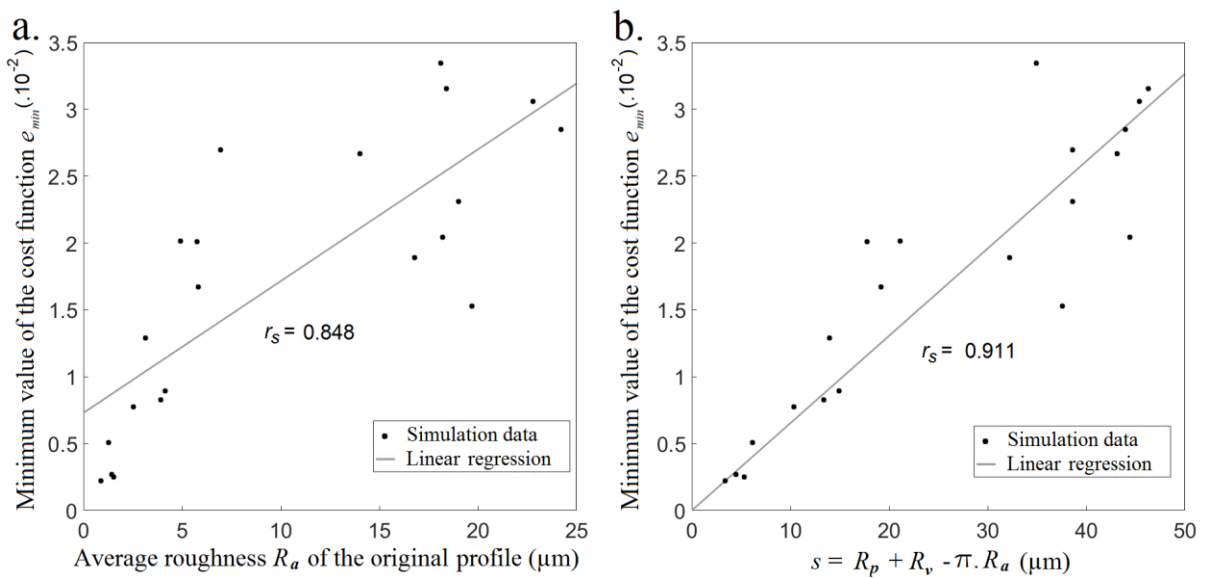 a.
Minimum value of the cost function e_min (.10^-2)
3.5
3
2.5
2
1.5
1
0.5
0
r_s = 0.848
Simulation data
Linear regression
0 5 10 15 20 25
Average roughness R_a of the original profile (µm)
b.
Minimum value of the cost function e_min (.10^-2)
3.5
3
2.5
2
1.5
1
0.5
0
r_s = 0.911
Simulation data
Linear regression
0 10 20 30 40 50
s = R_p + R_v - π . R_a (µm)